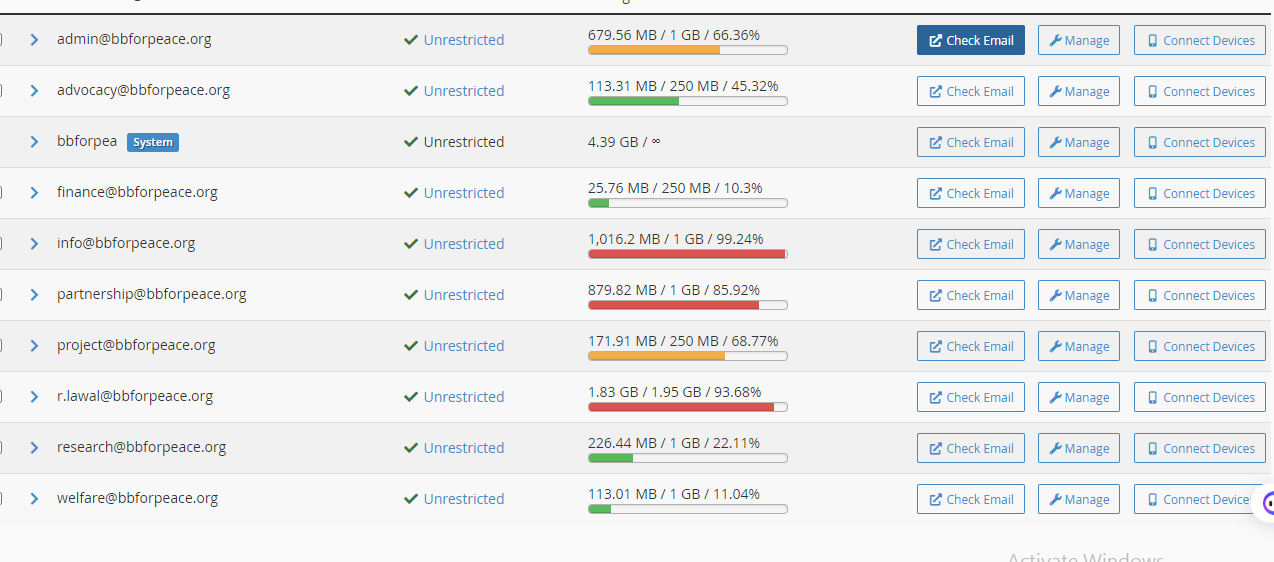 admin@bbforpeace.org Unrestricted 679.56 MB / 1 GB / 66.36% Check Email Manage Connect Devices
advocacy@bbforpeace.org Unrestricted 113.31 MB / 250 MB / 45.32% Check Email Manage Connect Devices
bbforpea System Unrestricted 4.39 GB / ∞ Check Email Manage Connect Devices
finance@bbforpeace.org Unrestricted 25.76 MB / 250 MB / 10.3% Check Email Manage Connect Devices
info@bbforpeace.org Unrestricted 1,016.2 MB / 1 GB / 99.24% Check Email Manage Connect Devices
partnership@bbforpeace.org Unrestricted 879.82 MB / 1 GB / 85.92% Check Email Manage Connect Devices
project@bbforpeace.org Unrestricted 171.91 MB / 250 MB / 68.77% Check Email Manage Connect Devices
r.lawal@bbforpeace.org Unrestricted 1.83 GB / 1.95 GB / 93.68% Check Email Manage Connect Devices
research@bbforpeace.org Unrestricted 226.44 MB / 1 GB / 22.11% Check Email Manage Connect Devices
welfare@bbforpeace.org Unrestricted 113.01 MB / 1 GB / 11.04% Check Email Manage Connect Device
Activate Windows